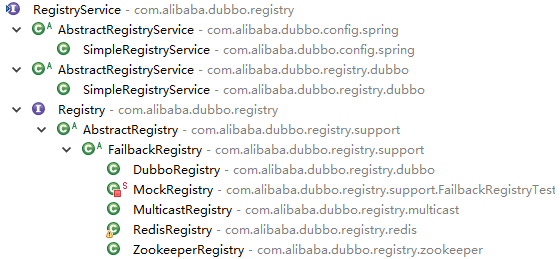 RegistryService - com.alibaba.dubbo.registry
AbstractRegistryService - com.alibaba.dubbo.config.spring
SimpleRegistryService - com.alibaba.dubbo.config.spring
AbstractRegistryService - com.alibaba.dubbo.registry.dubbo
SimpleRegistryService - com.alibaba.dubbo.registry.dubbo
Registry - com.alibaba.dubbo.registry
AbstractRegistry - com.alibaba.dubbo.registry.support
FailbackRegistry - com.alibaba.dubbo.registry.support
DubboRegistry - com.alibaba.dubbo.registry.dubbo
MockRegistry - com.alibaba.dubbo.registry.support.FailbackRegistryTest
MulticastRegistry - com.alibaba.dubbo.registry.multicast
RedisRegistry - com.alibaba.dubbo.registry.redis
ZookeeperRegistry - com.alibaba.dubbo.registry.zookeeper